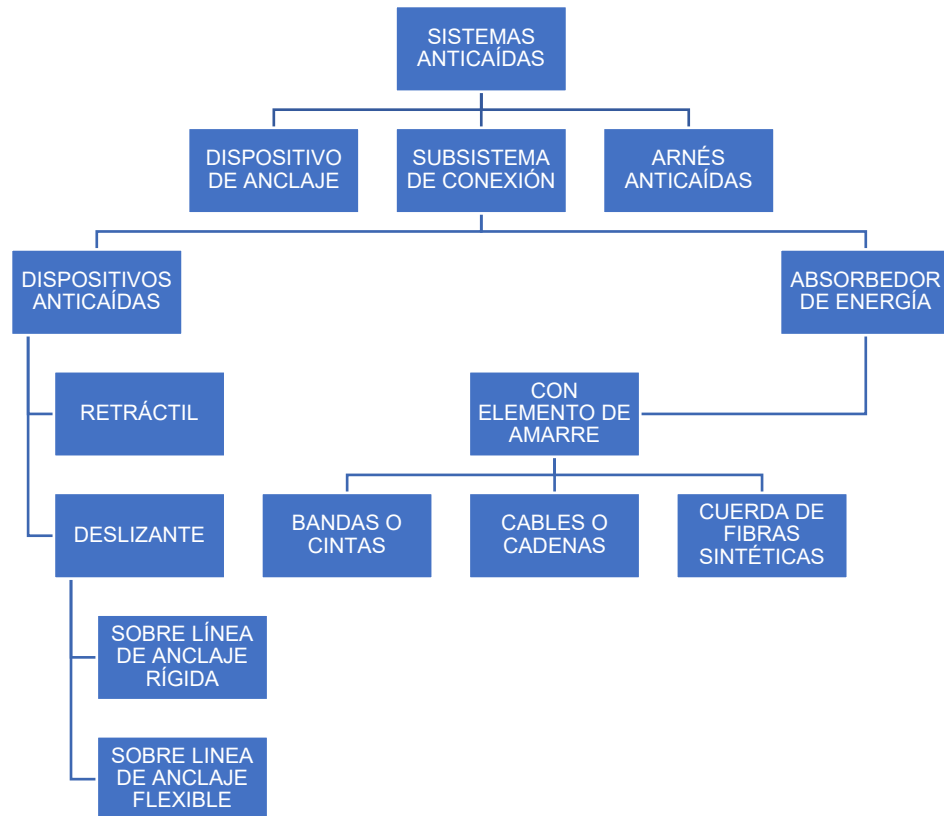 SISTEMAS
ANTICAÍDAS
DISPOSITIVO
DE ANCLAJE
SUBSISTEMA
DE CONEXIÓN
ARNÉS
ANTICAÍDAS
DISPOSITIVOS
ANTICAÍDAS
ABSORBEDOR
DE ENERGÍA
RETRÁCTIL
CON
ELEMENTO DE
AMARRE
DESLIZANTE
BANDAS O
CINTAS
CABLES O
CADENAS
CUERDA DE
FIBRAS
SINTÉTICAS
SOBRE LÍNEA
DE ANCLAJE
RÍGIDA
SOBRE LINEA
DE ANCLAJE
FLEXIBLE